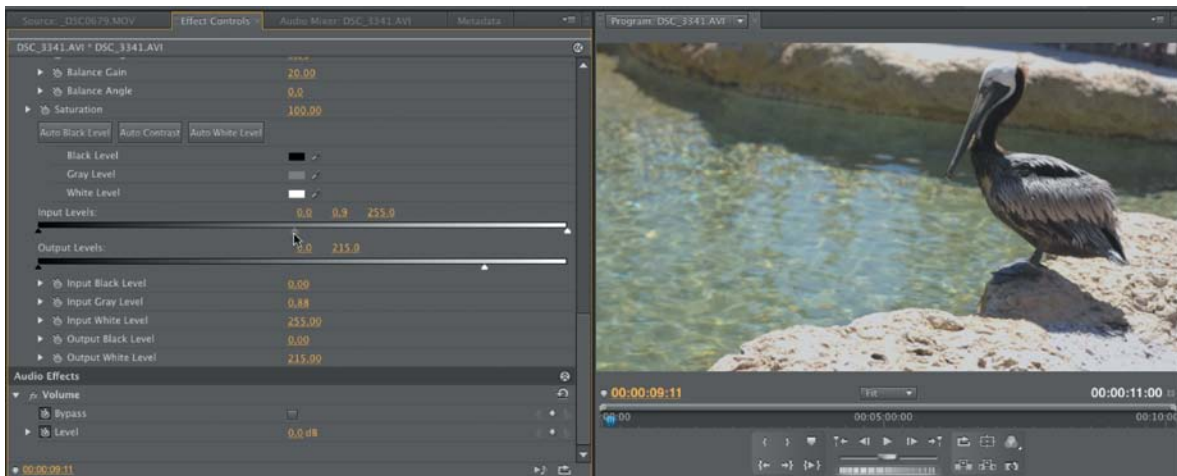 Source: _DSC0679.MOV Effect Controls Audio Mixer: DSC_3341.AVI Metadata
Program: DSC_3341.AVI
DSC_3341.AVI * DSC_3341.AVI
Balance Gain 20.00
Balance Angle 0.0
Saturation 100.00
Auto Black Level Auto Contrast Auto White Level
Black Level
Gray Level
White Level
Input Levels: 0.0 0.9 255.0
Output Levels: 0.0 215.0
Input Black Level 0.00
Input Gray Level 0.88
Input White Level 255.00
Output Black Level 0.00
Output White Level 215.00
Audio Effects
fx Volume
Bypass
Level 0.0 dB
00:00:09:11
00:00:09:11 Fit 00:00:11:00
00:00 00:05:00:00 00:10:0